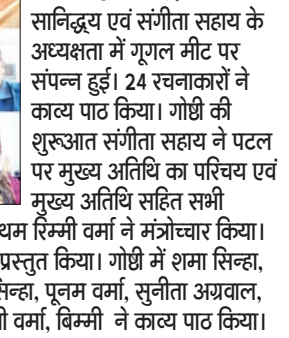 सानिद्धय एवं संगीता सहाय के
अध्यक्षता में गूगल मीट पर
संपन्न हुई। 24 रचनाकारों ने
काव्य पाठ किया। गोष्ठी की
शुरूआत संगीता सहाय ने पटल
पर मुख्य अतिथि का परिचय एवं
मुख्य अतिथि सहित सभी
रिम्मी वर्मा ने मंत्रोच्चार किया।
प्रस्तुत किया। गोष्ठी में शमा सिन्हा,
पूनम वर्मा, सुनीता अग्रवाल,
वर्मा, बिम्मी ने काव्य पाठ किया।